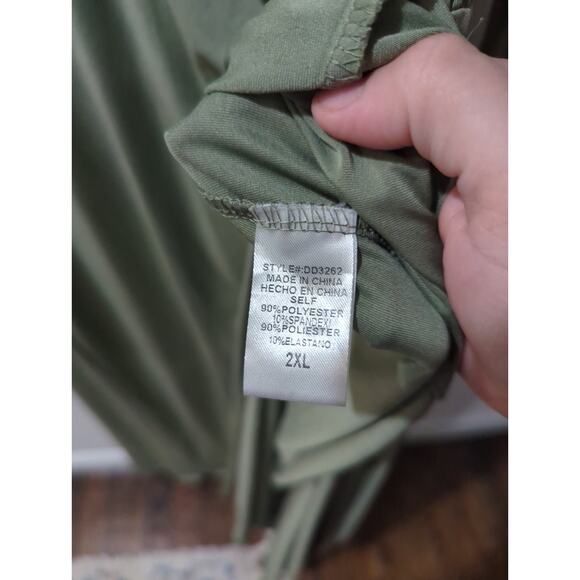 STYLE#:DD3262
MADE IN CHINA
HECHO EN CHINA
SELF
90%POLYESTER
10%SPANDEX/
90%POLIESTER
10%ELASTANO
2XL